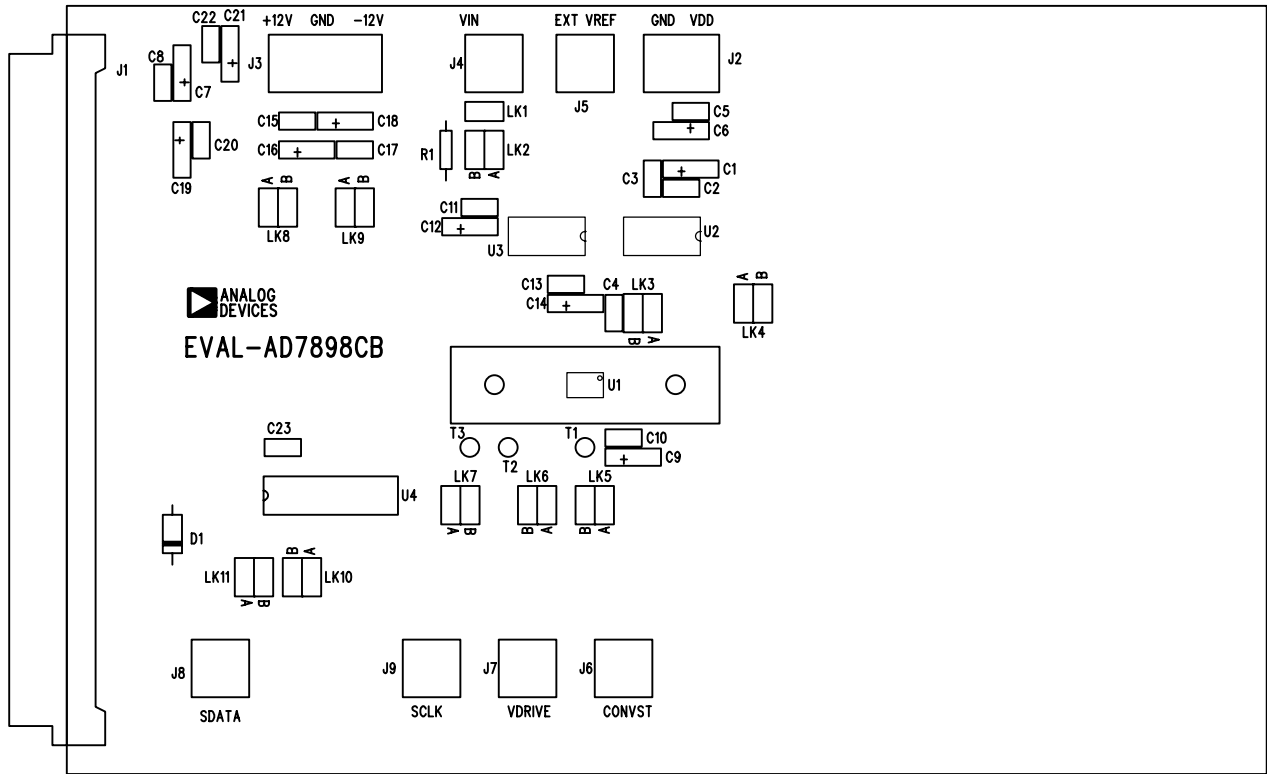 C22 C21 +12V GND -12V VIN EXT VREF GND VDD
C8 J1 J3 J4 J5 J2
C7
C5
C15 + C18 LK1 C6
C20 C16 + C17 R1 LK2
B A
C3 C1
C2
C19 A B A B
C11
C12
LK8 LK9 U3 U2
C13 C4 LK3 A B
ANALOG
DEVICES
C14
LK4
B A
EVAL-AD7898CB
U1
C23 T3 T1 C10
T2 C9
LK7 LK6 LK5
U4
A B B A B A
D1
B A
LK11 LK10
A B
J8 J9 J7 J6
SDATA SCLK VDRIVE CONVST